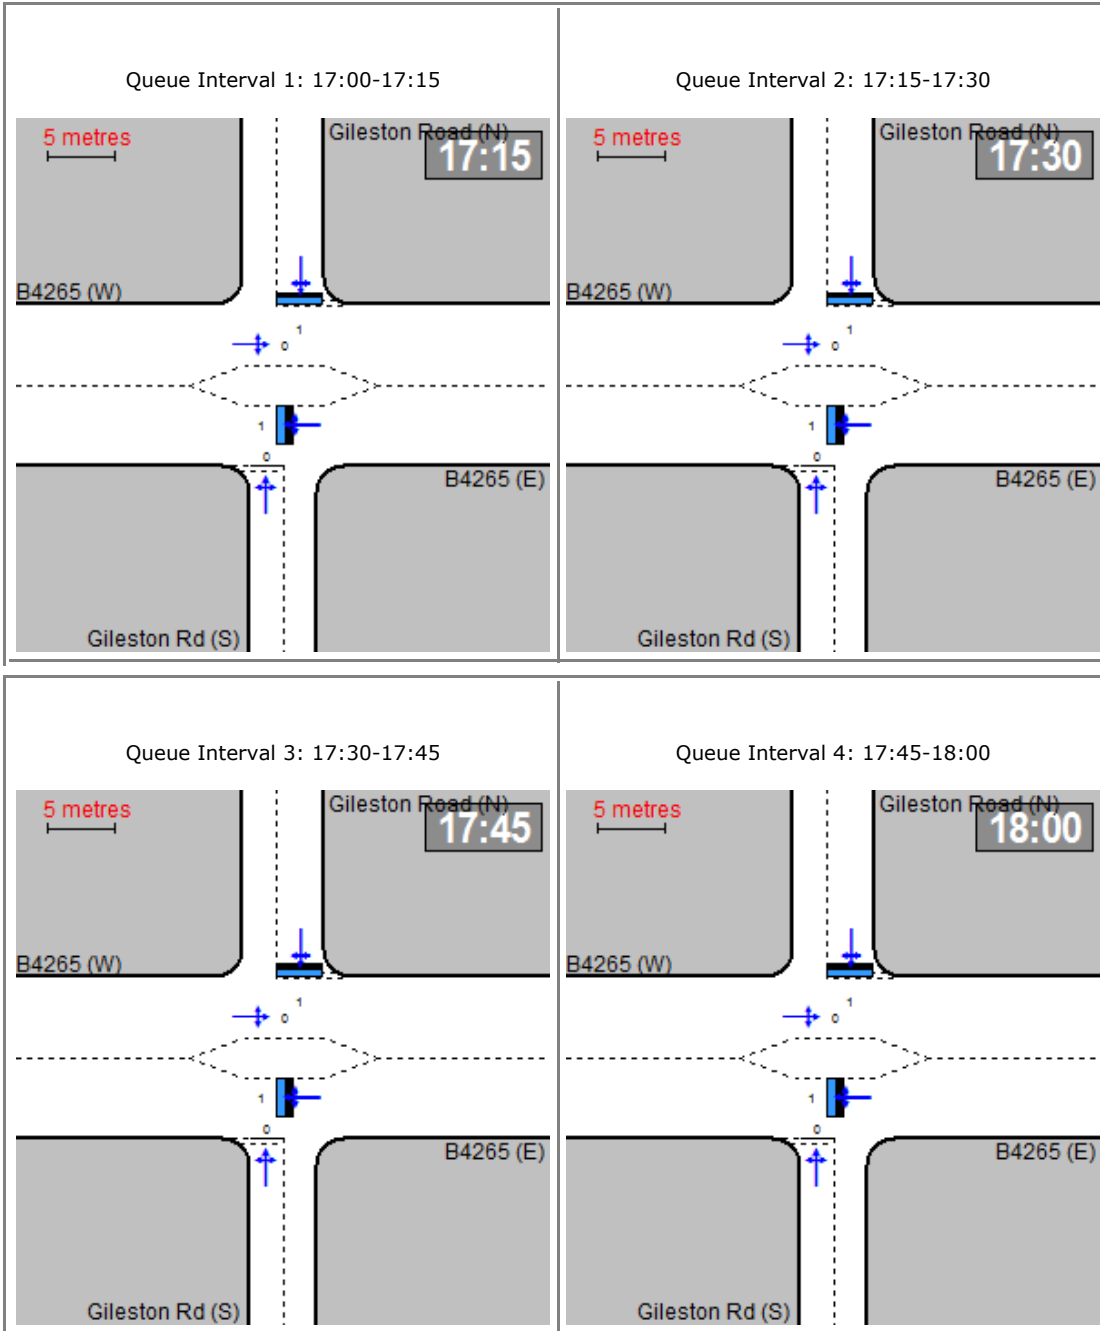 Queue Interval 1: 17:00-17:15
5 metres
Gileston Road (N)
17:15
B4265 (W)
1
0
1
0
B4265 (E)
Gileston Rd (S)
Queue Interval 2: 17:15-17:30
5 metres
Gileston Road (N)
17:30
B4265 (W)
1
0
1
0
B4265 (E)
Gileston Rd (S)
Queue Interval 3: 17:30-17:45
5 metres
Gileston Road (N)
17:45
B4265 (W)
1
0
1
0
B4265 (E)
Gileston Rd (S)
Queue Interval 4: 17:45-18:00
5 metres
Gileston Road (N)
18:00
B4265 (W)
1
0
1
0
B4265 (E)
Gileston Rd (S)